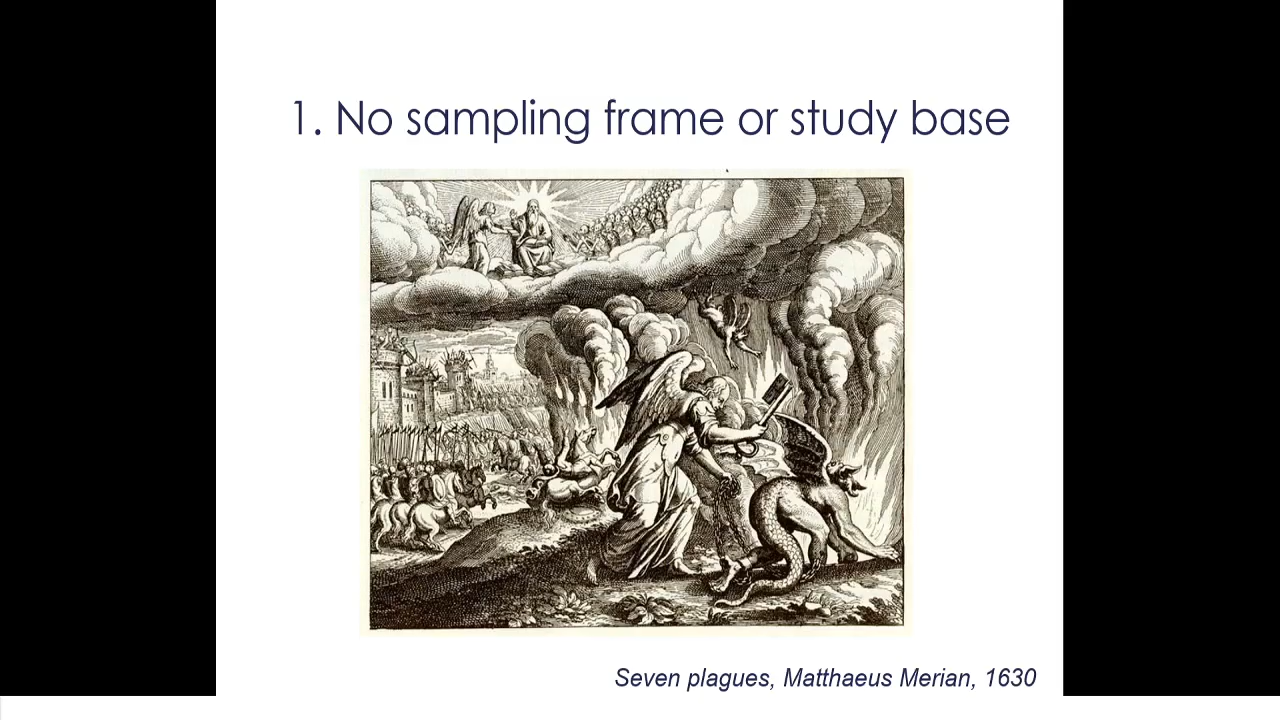 1. No sampling frame or study base
Seven plagues, Matthaeus Merian, 1630